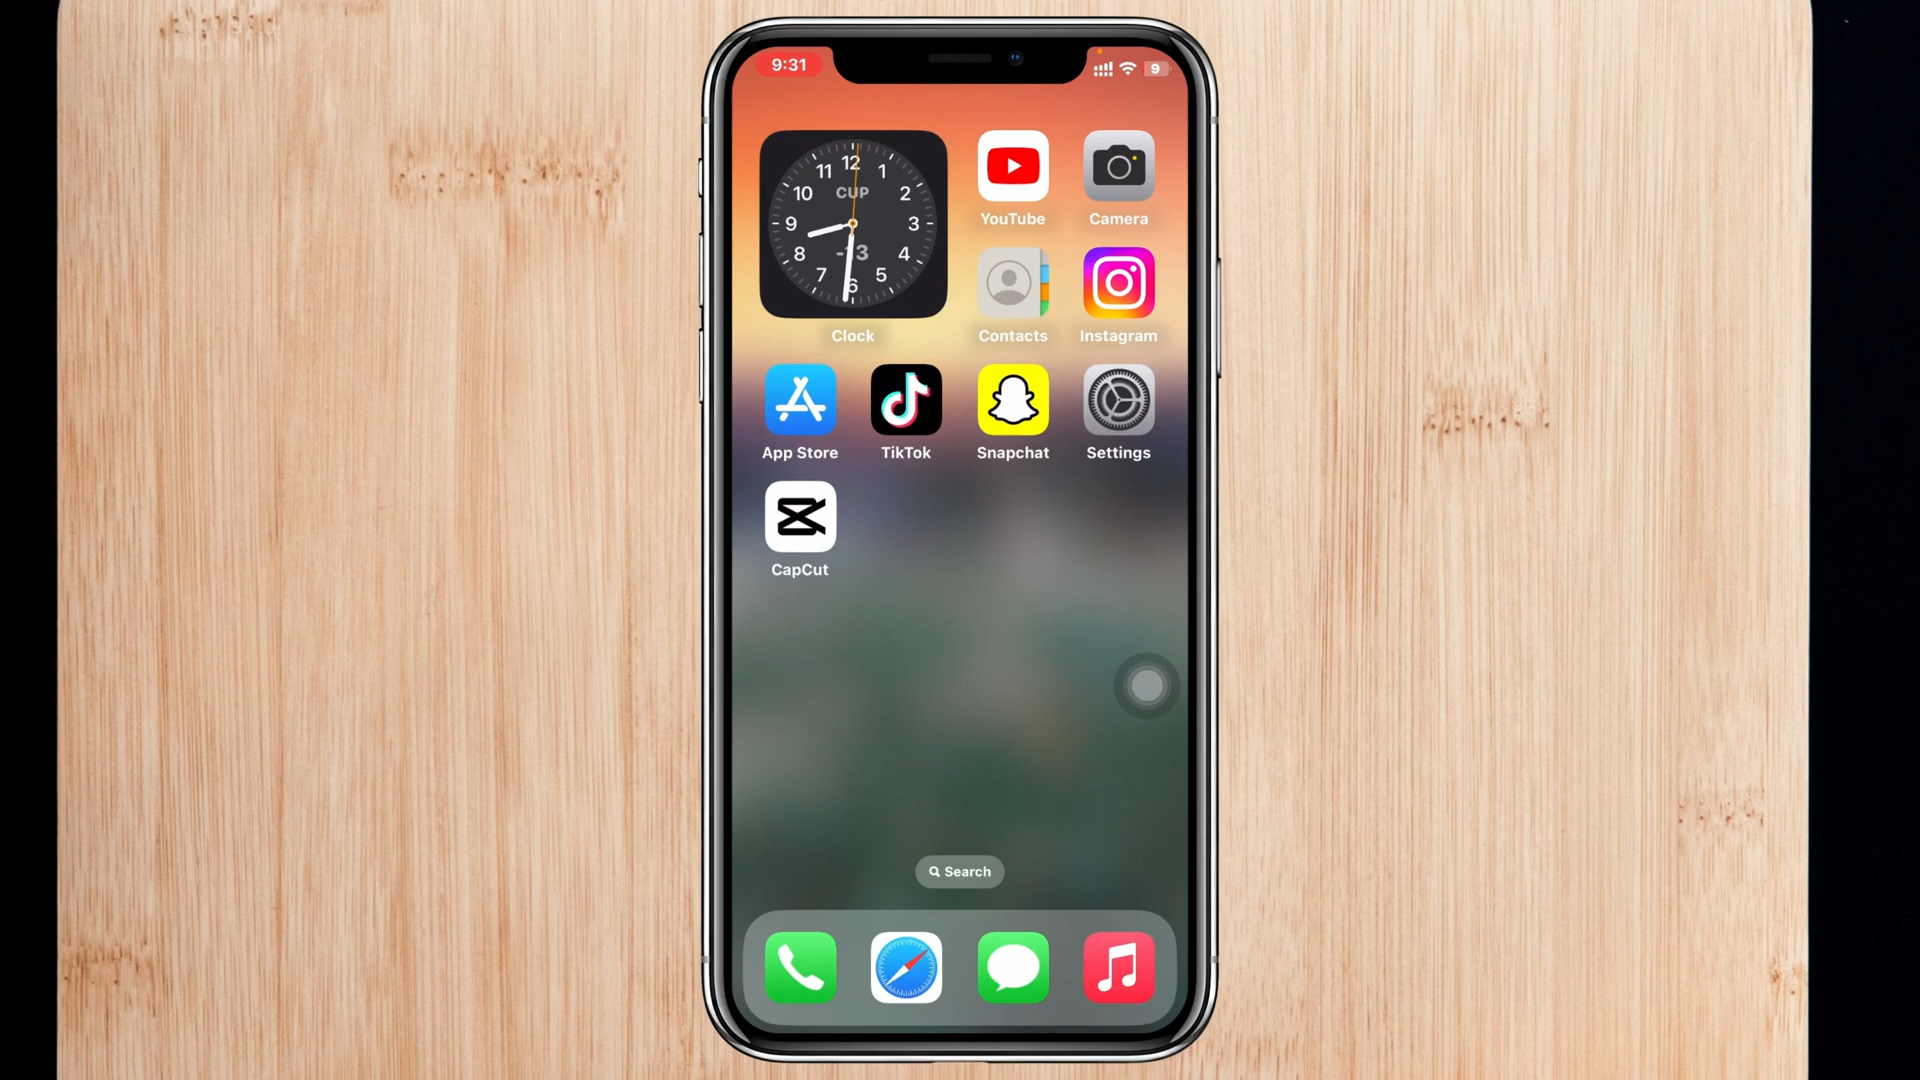 9:31
9
12
11
1
10
CUP
2
9
3
8
-13
4
7
5
6
YouTube
Camera
Clock
Contacts
Instagram
App Store
TikTok
Snapchat
Settings
CapCut
Search